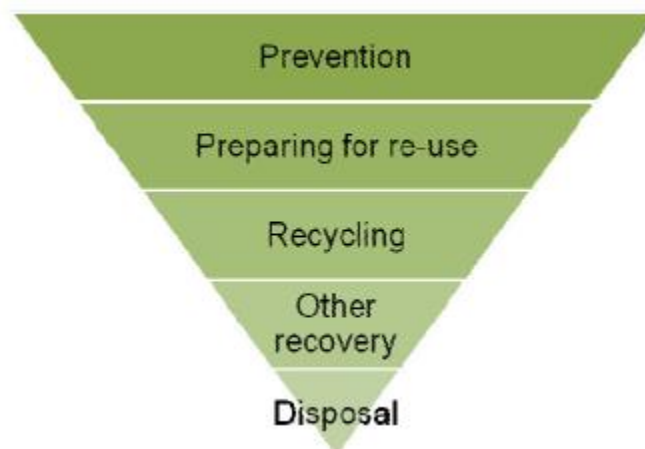 Prevention
Preparing for re-use
Recycling
Other
recovery
Disposal